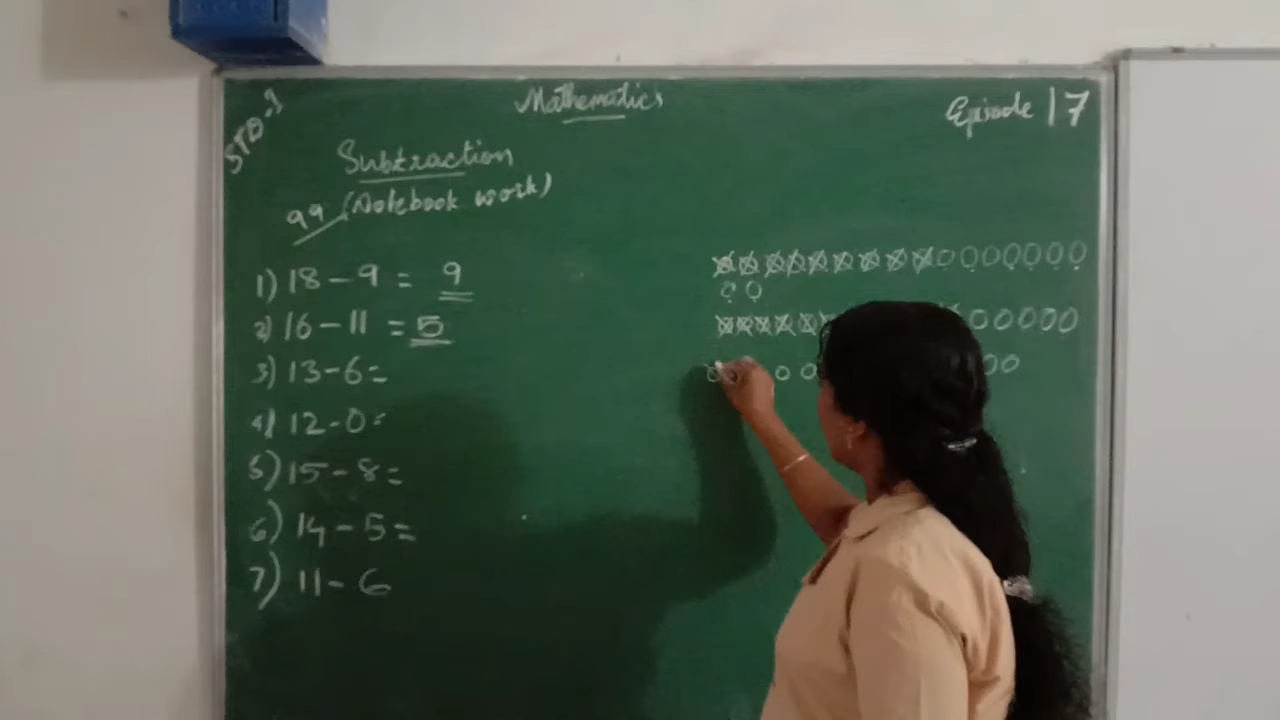 STD-1
Mathematics
Episode 17
Subtraction
99 (Notebook work)
1) 18 - 9 = 9
2) 16 - 11 = 5
3) 13 - 6 =
4) 12 - 0 =
5) 15 - 8 =
6) 14 - 5 =
7) 11 - 6